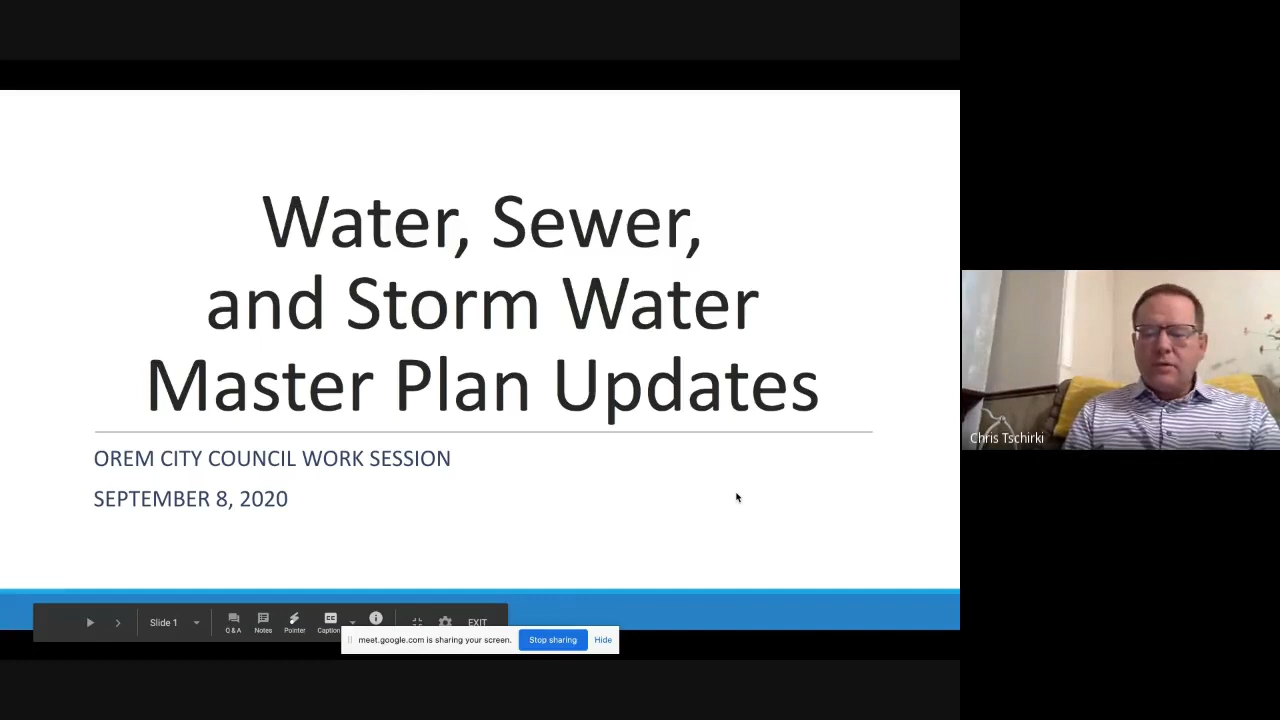 Water, Sewer,
and Storm Water
Master Plan Updates
OREM CITY COUNCIL WORK SESSION
SEPTEMBER 8, 2020
Slide 1
Q & A
Notes
Pointer
Caption
EXIT
meet.google.com is sharing your screen.
Stop sharing
Hide
Chris Tschirki